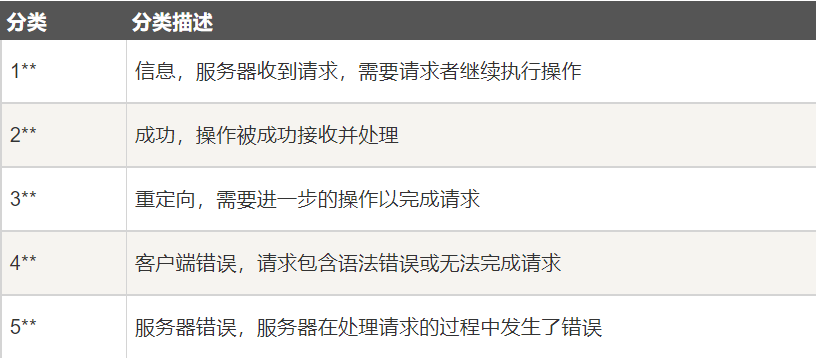 分类 分类描述
1** 信息，服务器收到请求，需要请求者继续执行操作
2** 成功，操作被成功接收并处理
3** 重定向，需要进一步的操作以完成请求
4** 客户端错误，请求包含语法错误或无法完成请求
5** 服务器错误，服务器在处理请求的过程中发生了错误